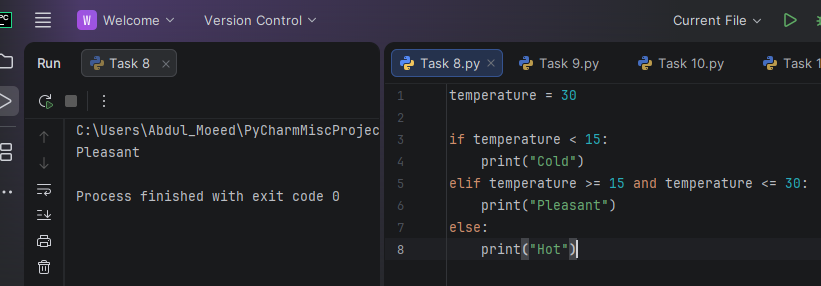 PC
W Welcome Version Control Current File
Run Task 8 Task 8.py Task 9.py Task 10.py Task 1
C:\Users\Abdul_Moeed\PyCharmMiscProjec
Pleasant
Process finished with exit code 0
1 temperature = 30
2
3 if temperature < 15:
4     print("Cold")
5 elif temperature >= 15 and temperature <= 30:
6     print("Pleasant")
7 else:
8     print("Hot")